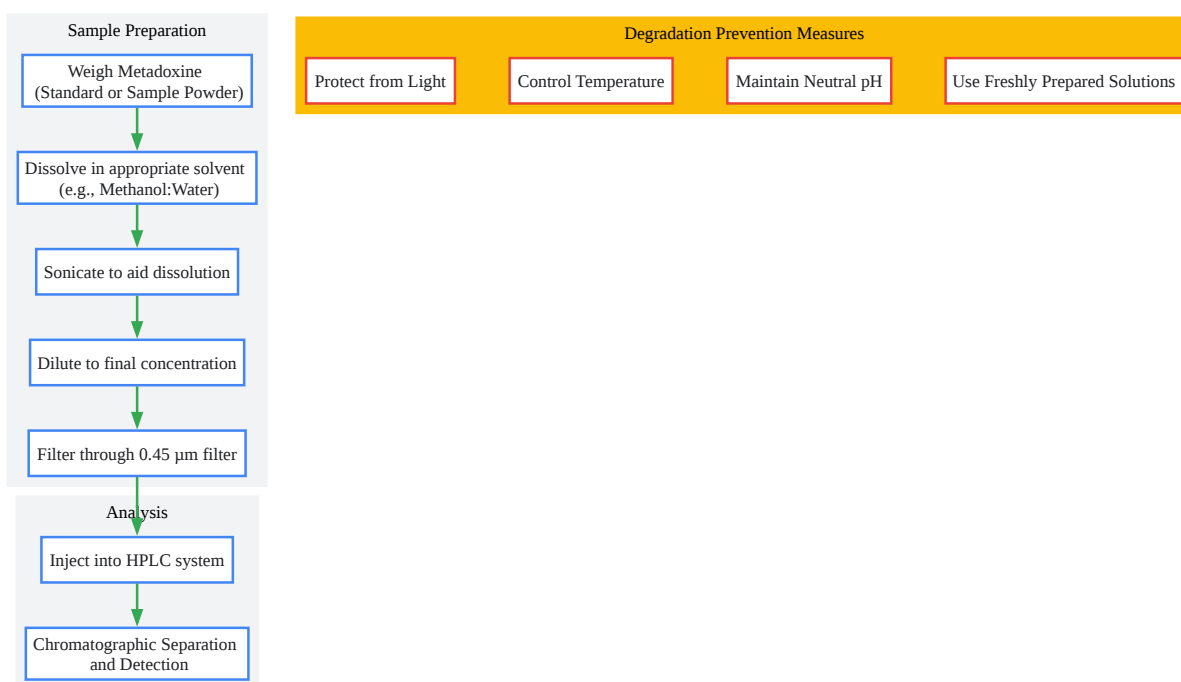 Sample Preparation
Weigh Metadoxine
(Standard or Sample Powder)
Dissolve in appropriate solvent
(e.g., Methanol:Water)
Sonicate to aid dissolution
Dilute to final concentration
Filter through 0.45 µm filter
Analysis
Inject into HPLC system
Chromatographic Separation
and Detection
Degradation Prevention Measures
Protect from Light
Control Temperature
Maintain Neutral pH
Use Freshly Prepared Solutions